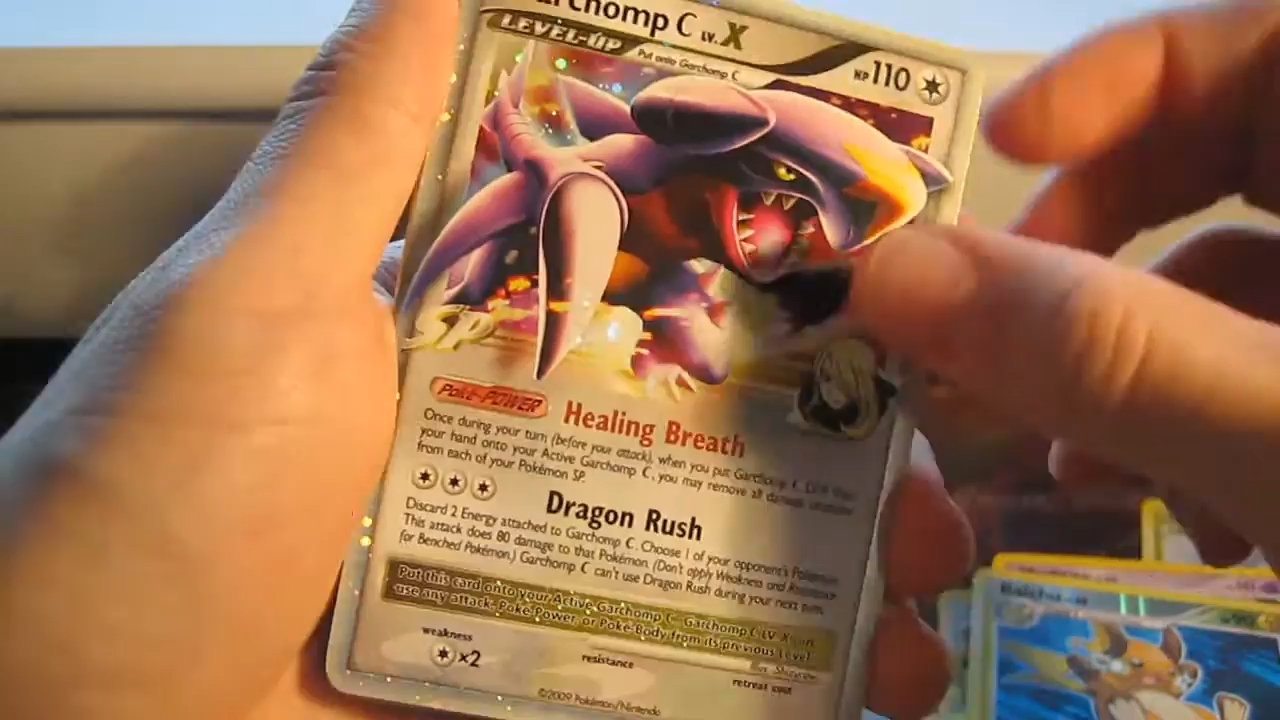 archomp C LV.X
LEVEL-UP Put onto Garchomp C
HP 110
SP
Poké-POWER Healing Breath
Once during your turn (before your attack), when you put Garchomp C
your hand onto your Active Garchomp C, you may remove all damage counters
from each of your Pokémon SP.
Dragon Rush
Discard 2 Energy attached to Garchomp C. Choose 1 of your opponent's Pokémon.
This attack does 80 damage to that Pokémon. (Don't apply Weakness and Resistance
for Benched Pokémon.) Garchomp C can't use Dragon Rush during your next turn.
Put this card onto your Active Garchomp C. Garchomp C LV.X can
use any attack, Poké-Power, or Poké-Body from its previous Level.
weakness
×2
resistance
retreat cost
©2009 Pokémon/Nintendo
Raichu